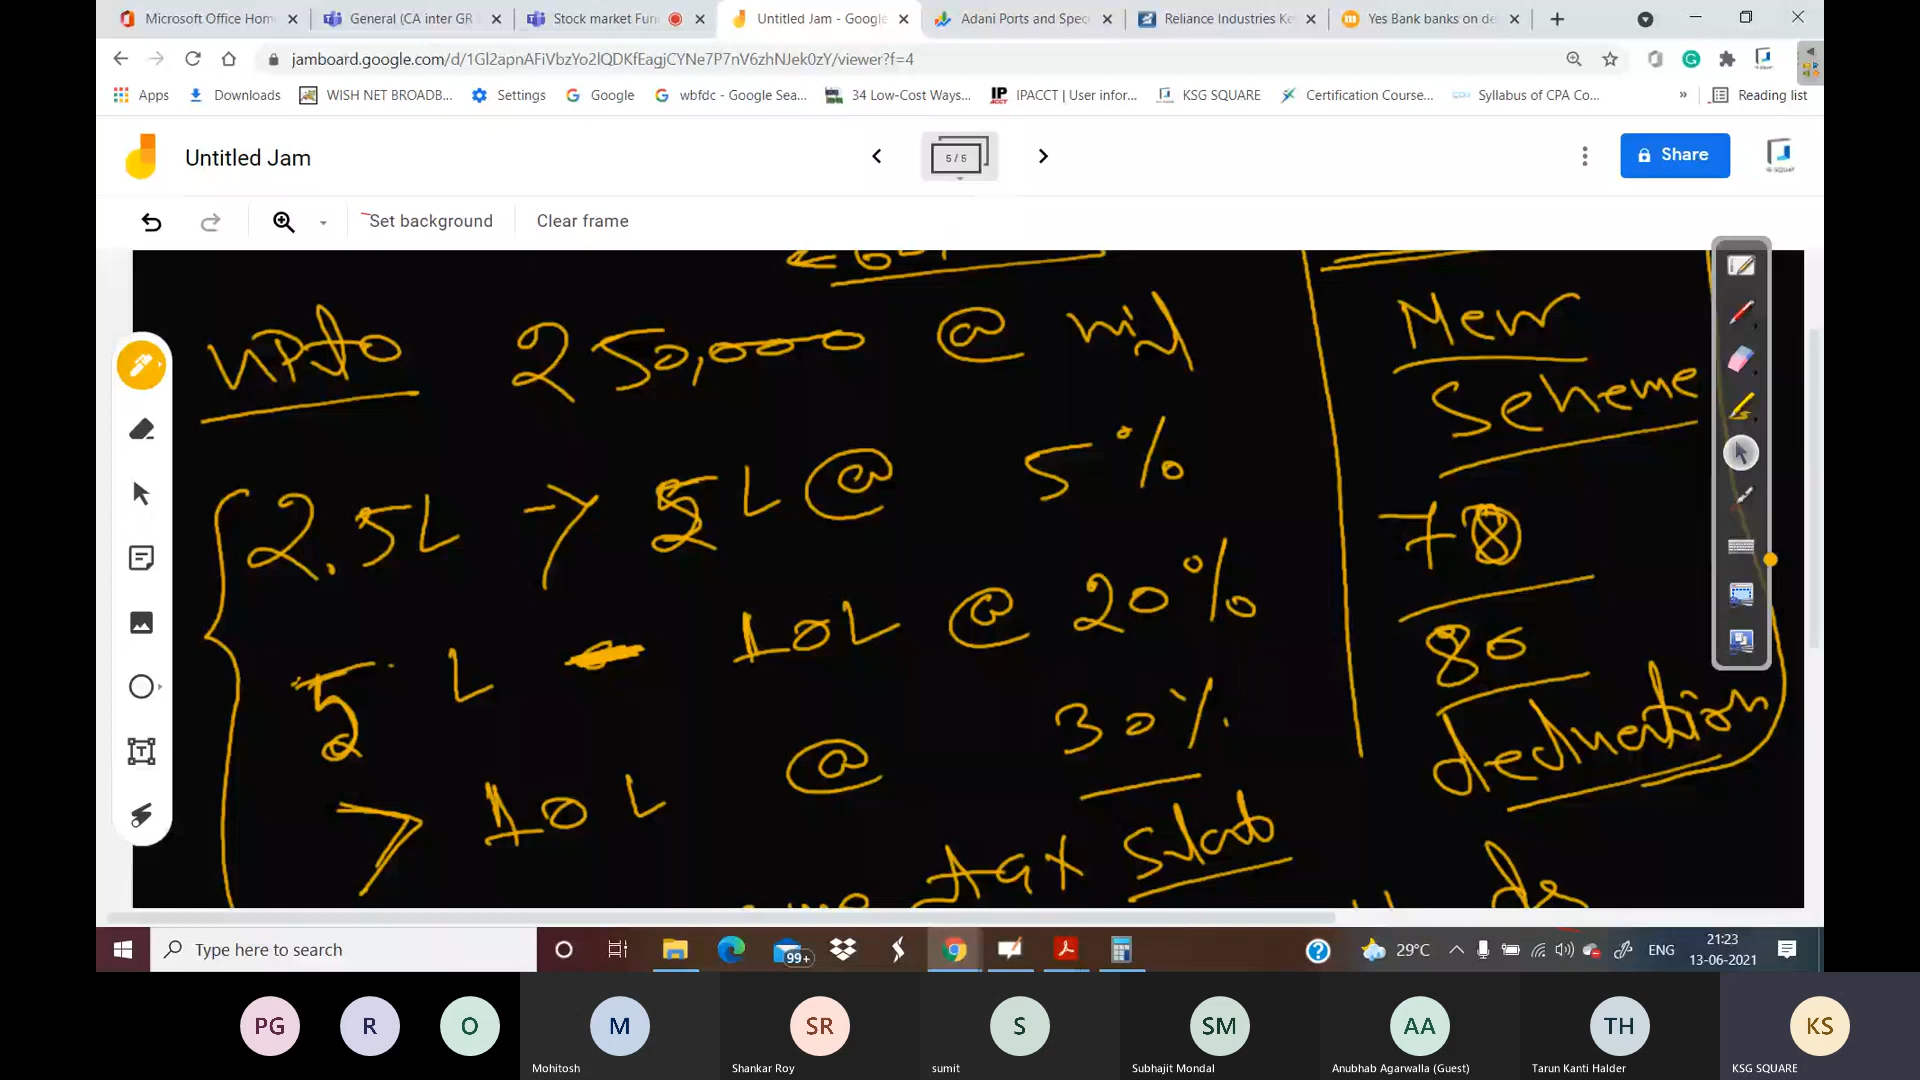 Microsoft Office Hom
General (CA inter GR
Stock market Fun
Untitled Jam - Google
Adani Ports and Spec
Reliance Industries Ke
Yes Bank banks on de
jamboard.google.com/d/1Gl2apnAFiVbzYo2lQDKfEagjCYNe7P7nV6zhNJek0zY/viewer?f=4
Apps
Downloads
WISH NET BROADB...
Settings
Google
wbfdc - Google Sea...
34 Low-Cost Ways...
IPACCT | User infor...
KSG SQUARE
Certification Course...
Syllabus of CPA Co...
»
Reading list
Untitled Jam
5 / 5
Share
Set background
Clear frame
upto 250,000 @ nil
New
Scheme
2.5L → 5L @ 5%
5 L - 10L @ 20%
> 10 L @ 30%
80
deduction
tax slab
Type here to search
99+
29°C
ENG
21:23
13-06-2021
PG
R
O
M
SR
S
SM
AA
TH
KS
Mohitosh
Shankar Roy
sumit
Subhajit Mondal
Anubhab Agarwalla (Guest)
Tarun Kanti Halder
KSG SQUARE